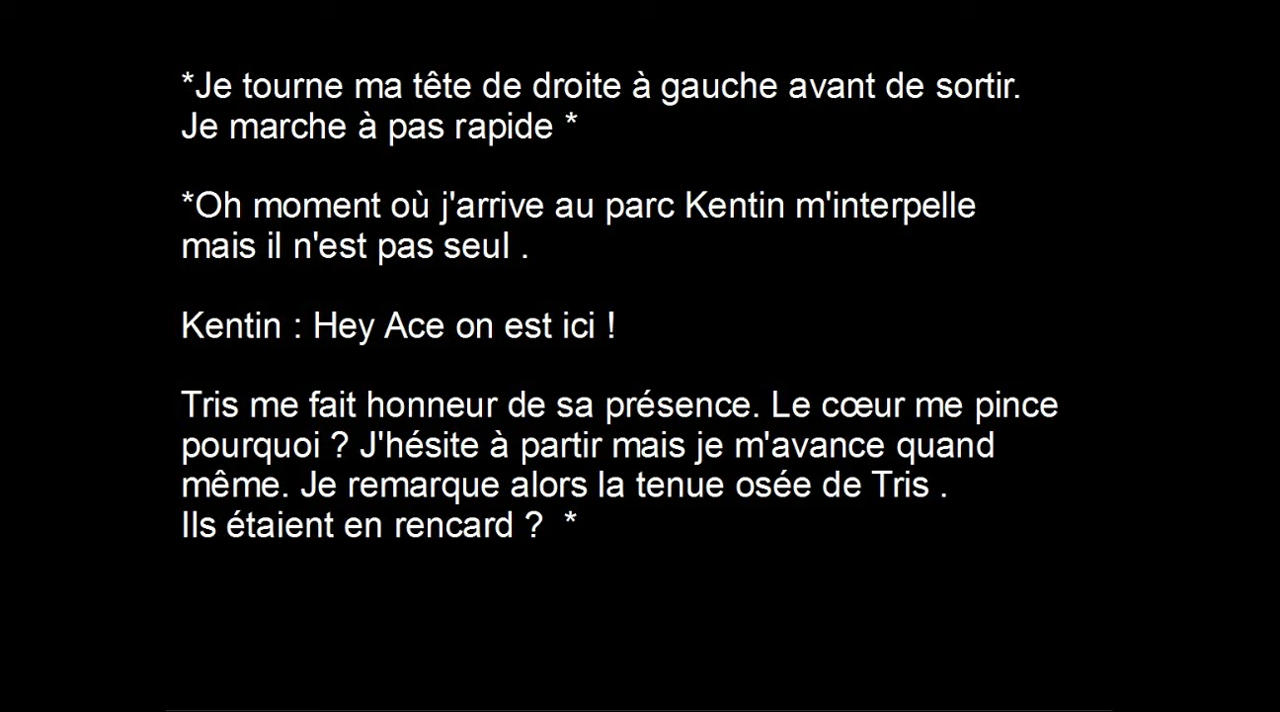 *Je tourne ma tête de droite à gauche avant de sortir.
Je marche à pas rapide *
*Oh moment où j'arrive au parc Kentin m'interpelle
mais il n'est pas seul .
Kentin : Hey Ace on est ici !
Tris me fait honneur de sa présence. Le cœur me pince
pourquoi ? J'hésite à partir mais je m'avance quand
même. Je remarque alors la tenue osée de Tris .
Ils étaient en rencard ?  *